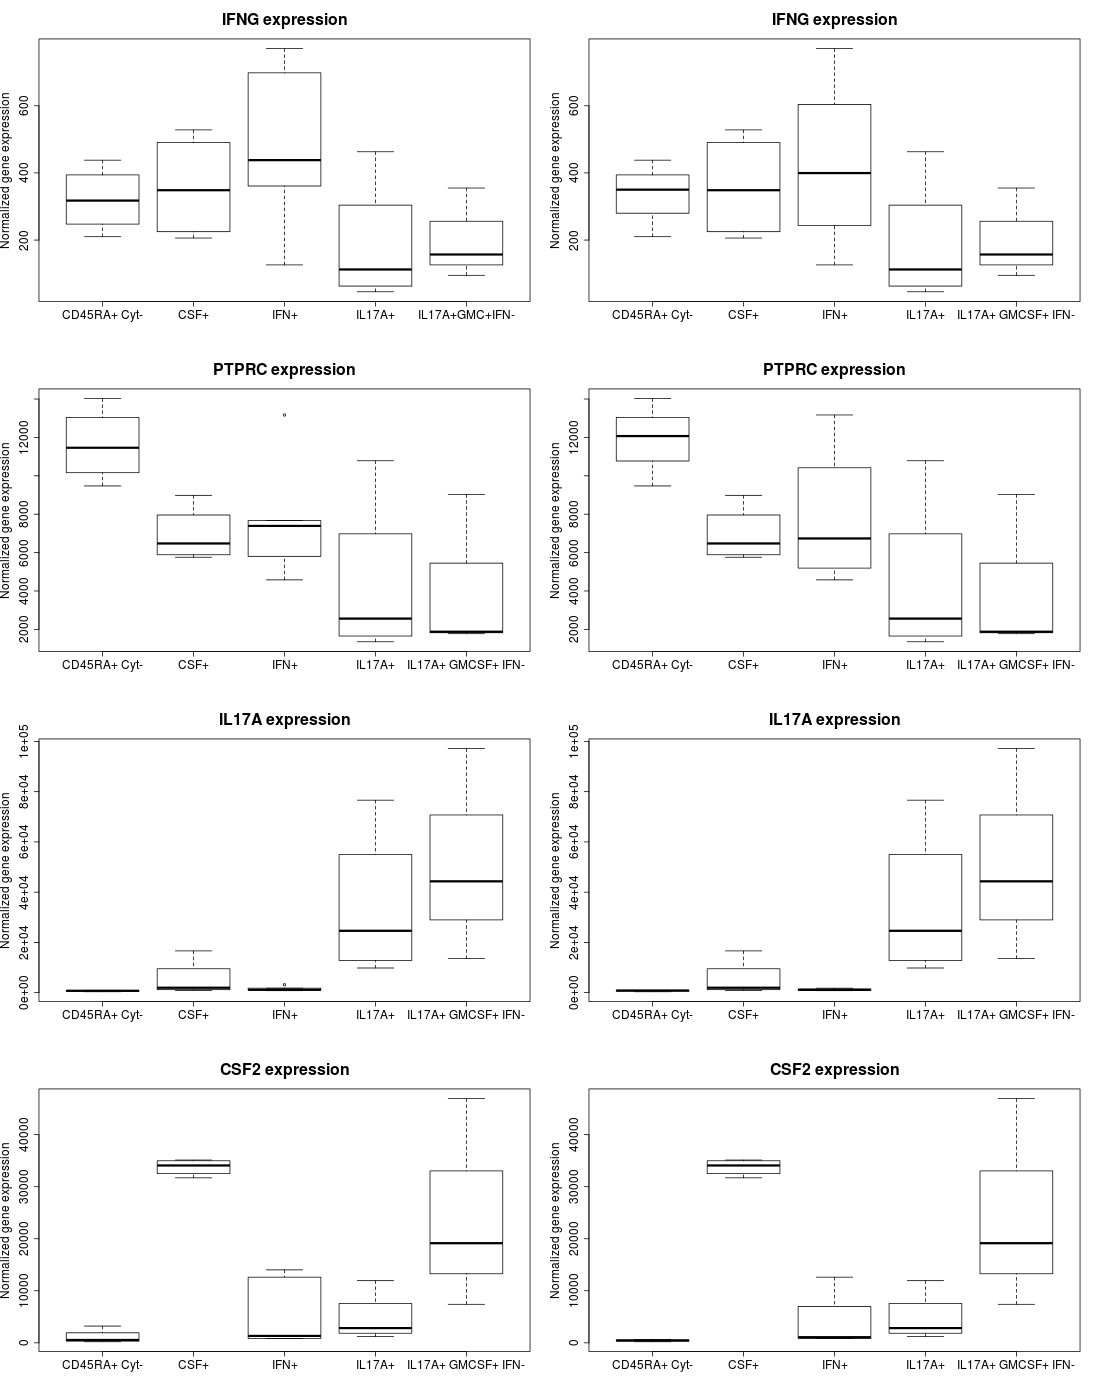 IFNG expression
IFNG expression
Normalized gene expression
200
400
600
CD45RA+ Cyt-
CSF+
IFN+
IL17A+
IL17A+GMC+IFN-
Normalized gene expression
200
400
600
CD45RA+ Cyt-
CSF+
IFN+
IL17A+
IL17A+ GMCSF+ IFN-
PTPRC expression
PTPRC expression
Normalized gene expression
2000
4000
6000
8000
12000
CD45RA+ Cyt-
CSF+
IFN+
IL17A+
IL17A+ GMCSF+ IFN-
Normalized gene expression
2000
4000
6000
8000
12000
CD45RA+ Cyt-
CSF+
IFN+
IL17A+
IL17A+ GMCSF+ IFN-
IL17A expression
IL17A expression
Normalized gene expression
0e+00
2e+04
4e+04
6e+04
8e+04
1e+05
CD45RA+ Cyt-
CSF+
IFN+
IL17A+
IL17A+ GMCSF+ IFN-
Normalized gene expression
0e+00
2e+04
4e+04
6e+04
8e+04
1e+05
CD45RA+ Cyt-
CSF+
IFN+
IL17A+
IL17A+ GMCSF+ IFN-
CSF2 expression
CSF2 expression
Normalized gene expression
0
10000
20000
30000
40000
CD45RA+ Cyt-
CSF+
IFN+
IL17A+
IL17A+ GMCSF+ IFN-
Normalized gene expression
0
10000
20000
30000
40000
CD45RA+ Cyt-
CSF+
IFN+
IL17A+
IL17A+ GMCSF+ IFN-